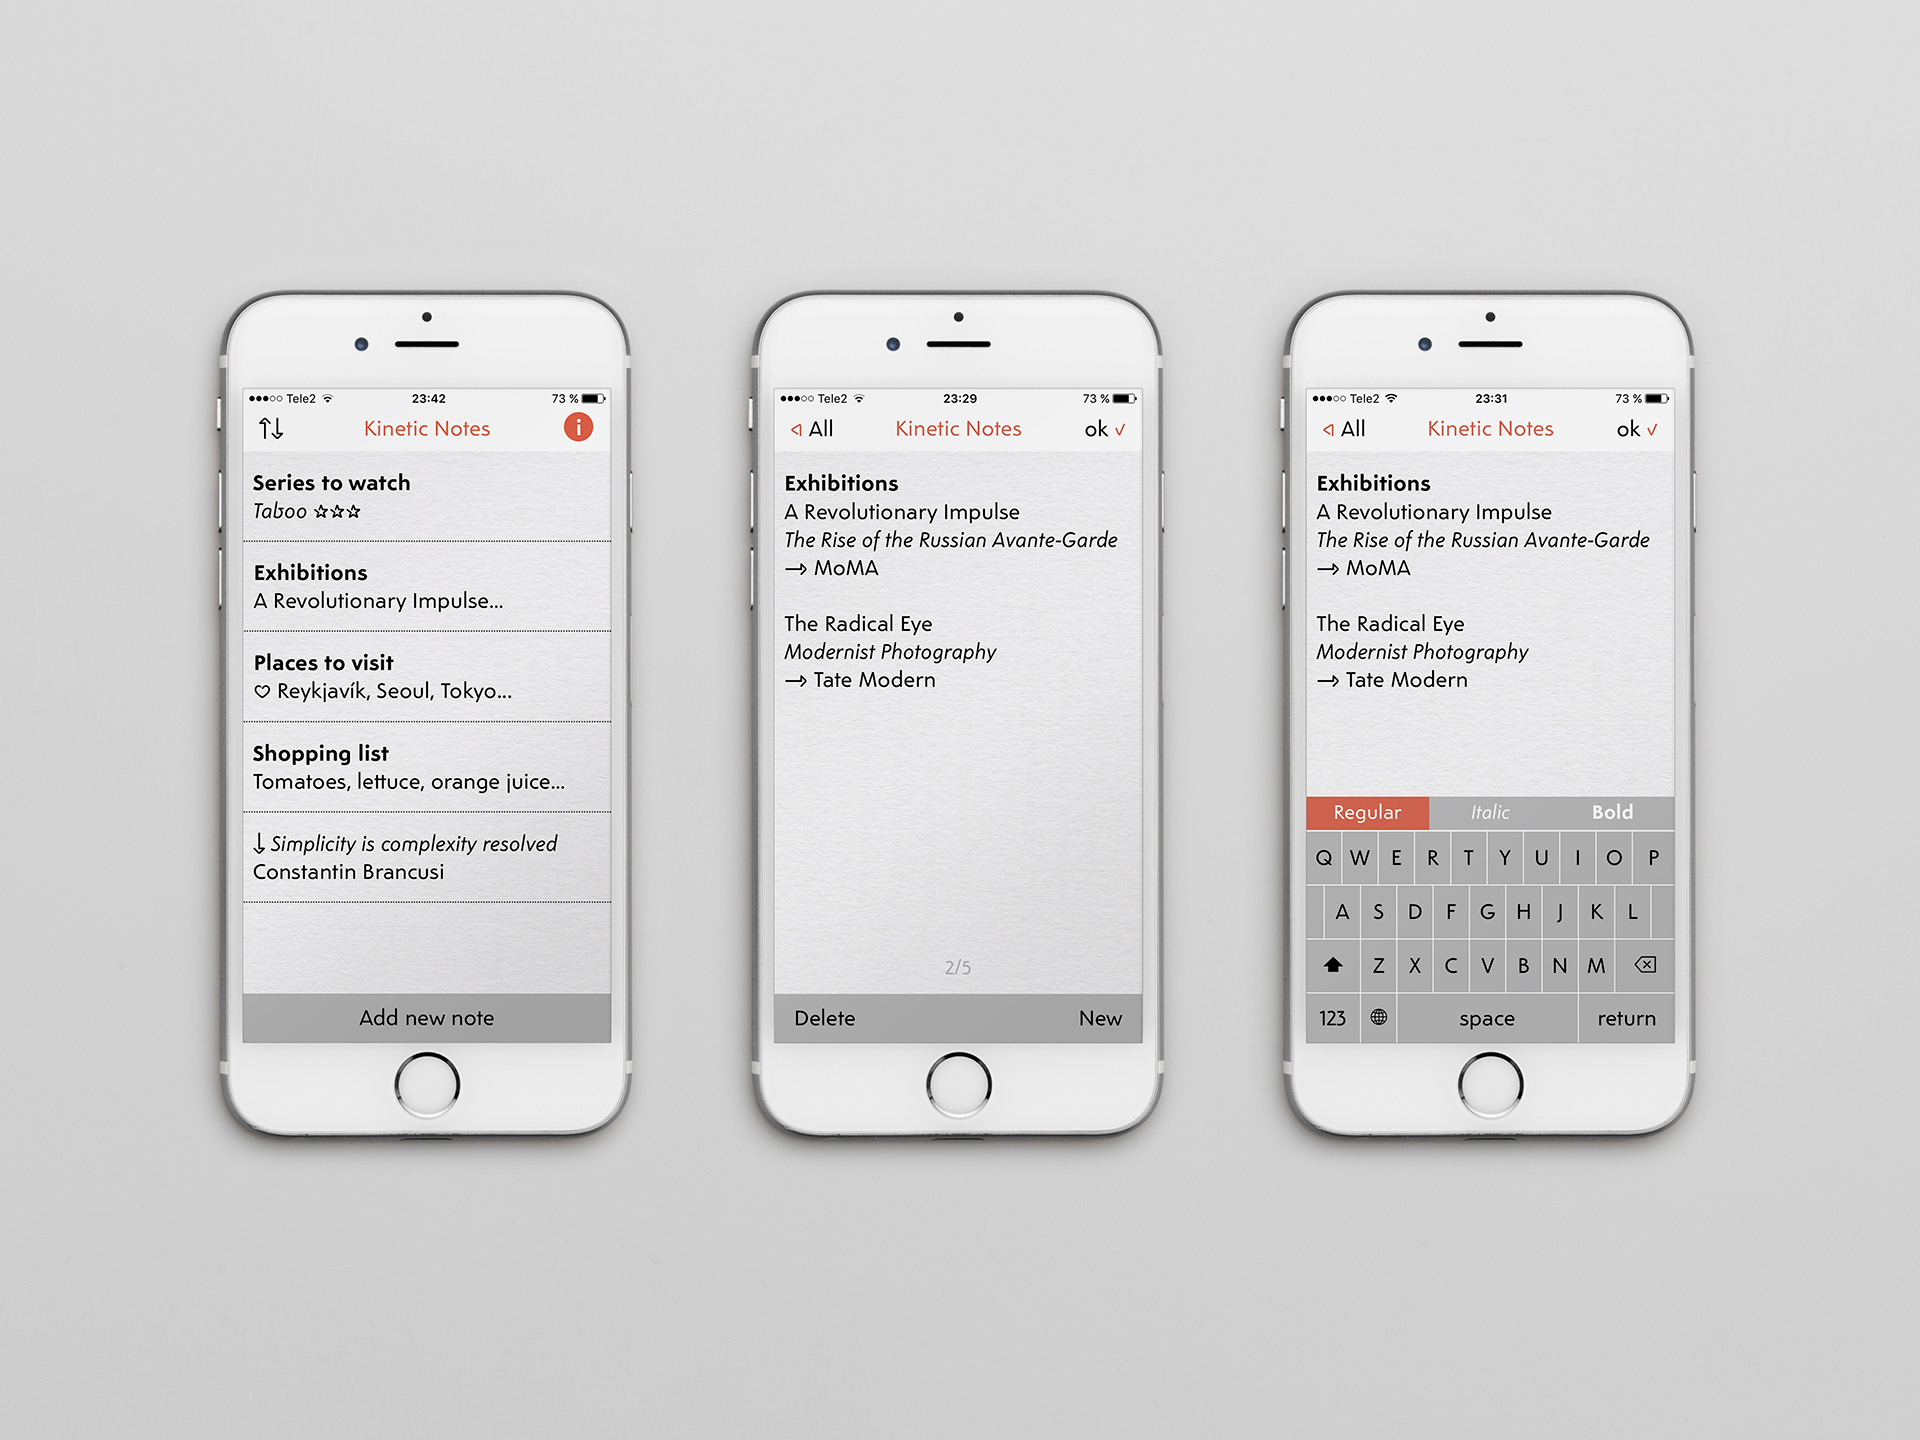 Tele2 23:42 73 %
↑↓ Kinetic Notes i
Series to watch
Taboo ☆☆☆
Exhibitions
A Revolutionary Impulse...
Places to visit
♡ Reykjavík, Seoul, Tokyo...
Shopping list
Tomatoes, lettuce, orange juice...
↓ Simplicity is complexity resolved
Constantin Brancusi
Add new note
Tele2 23:29 73 %
All Kinetic Notes ok ✓
Exhibitions
A Revolutionary Impulse
The Rise of the Russian Avante-Garde
→ MoMA
The Radical Eye
Modernist Photography
→ Tate Modern
2/5
Delete New
Tele2 23:31 73 %
All Kinetic Notes ok ✓
Exhibitions
A Revolutionary Impulse
The Rise of the Russian Avante-Garde
→ MoMA
The Radical Eye
Modernist Photography
→ Tate Modern
Regular Italic Bold
Q W E R T Y U I O P
A S D F G H J K L
Z X C V B N M
123 space return